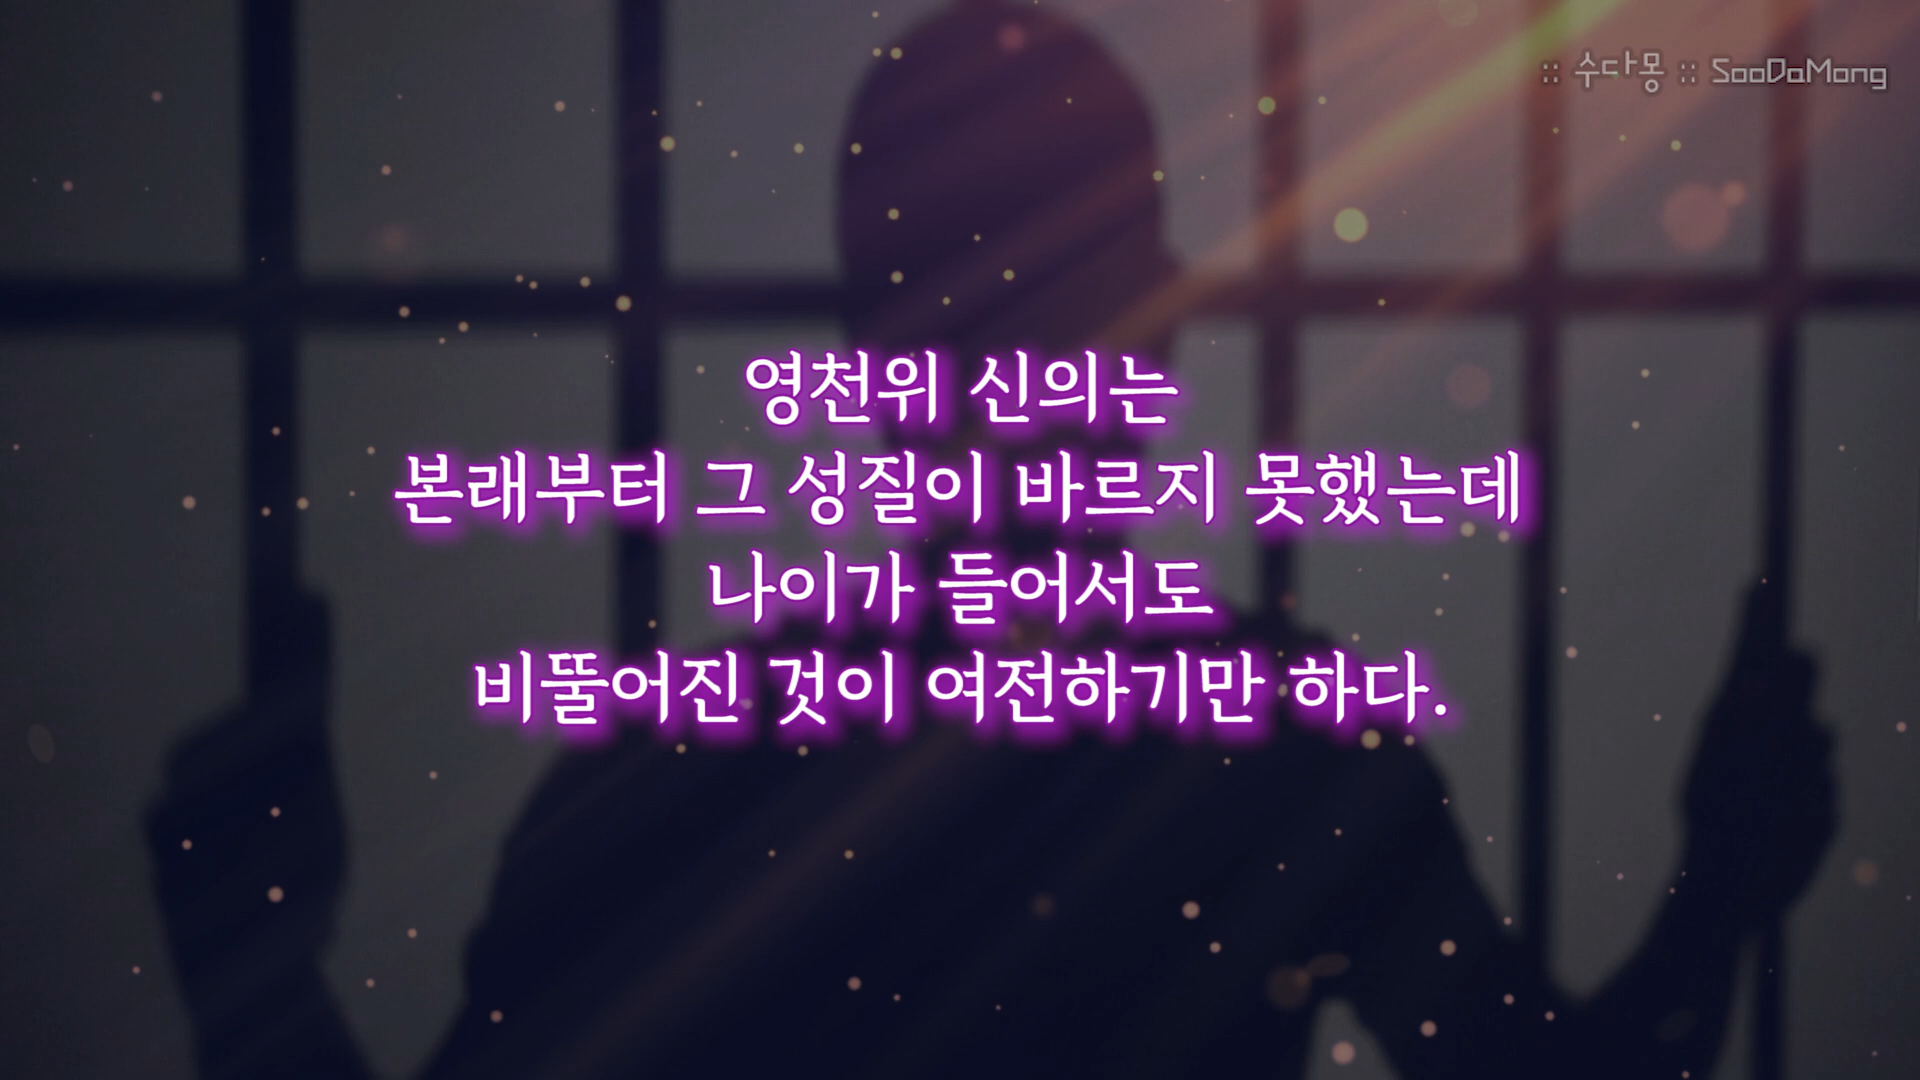 :: 수다몽 :: SooDaMong
영천위 신의는
본래부터 그 성질이 바르지 못했는데
나이가 들어서도
비뚤어진 것이 여전하기만 하다.